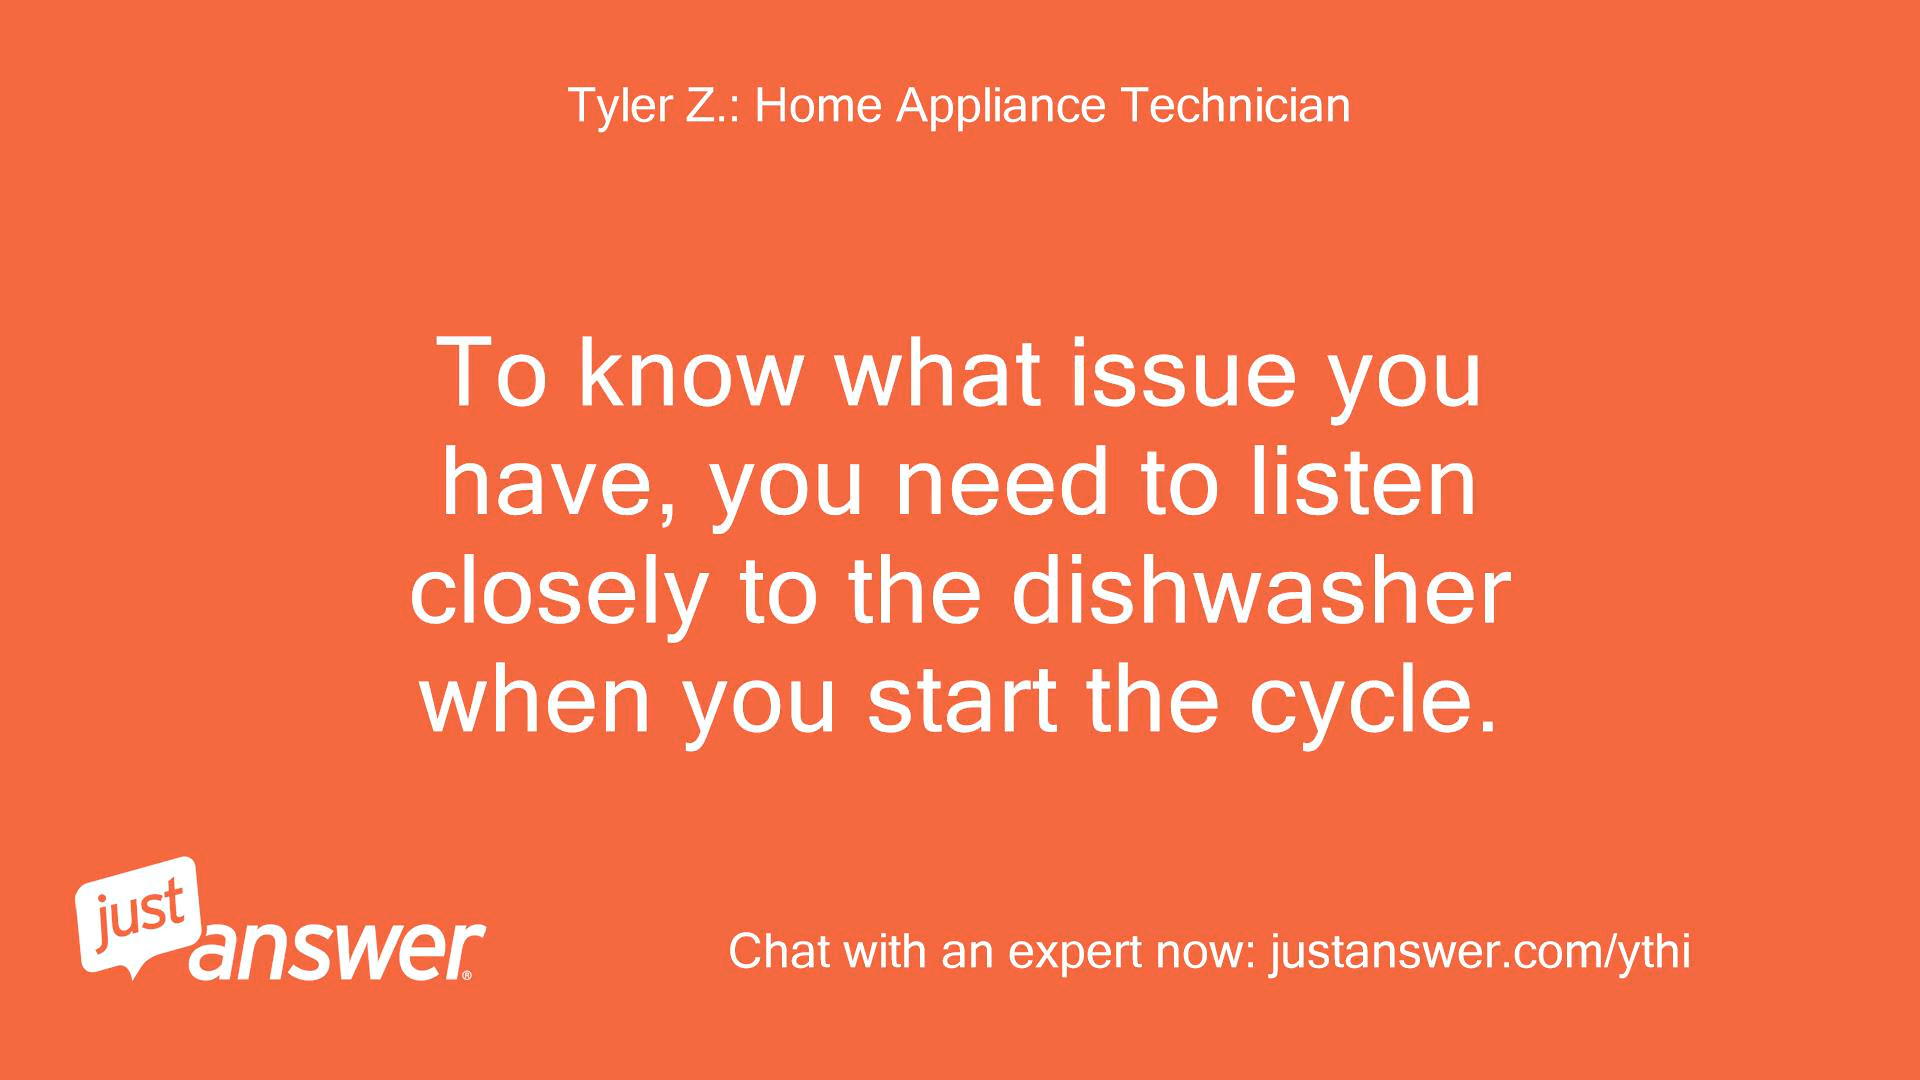 Tyler Z.: Home Appliance Technician
To know what issue you
have, you need to listen
closely to the dishwasher
when you start the cycle.
just
answer®
Chat with an expert now: justanswer.com/ythi